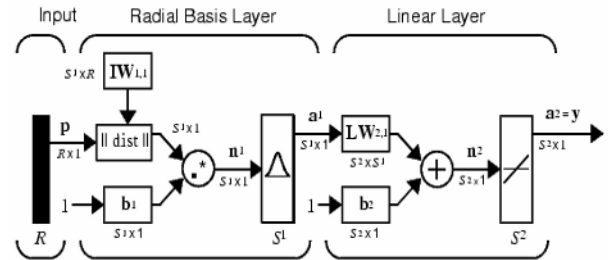 Input Radial Basis Layer Linear Layer
S¹xR IW1,1
p Rx1 || dist || S¹x1
1 b1 S1x1
.* n¹ S¹x1
a¹ S¹x1
LW2,1 S²xS¹
1 b2 S2x1
+ n² S²x1
a2 = y S²x1
R S¹ S²